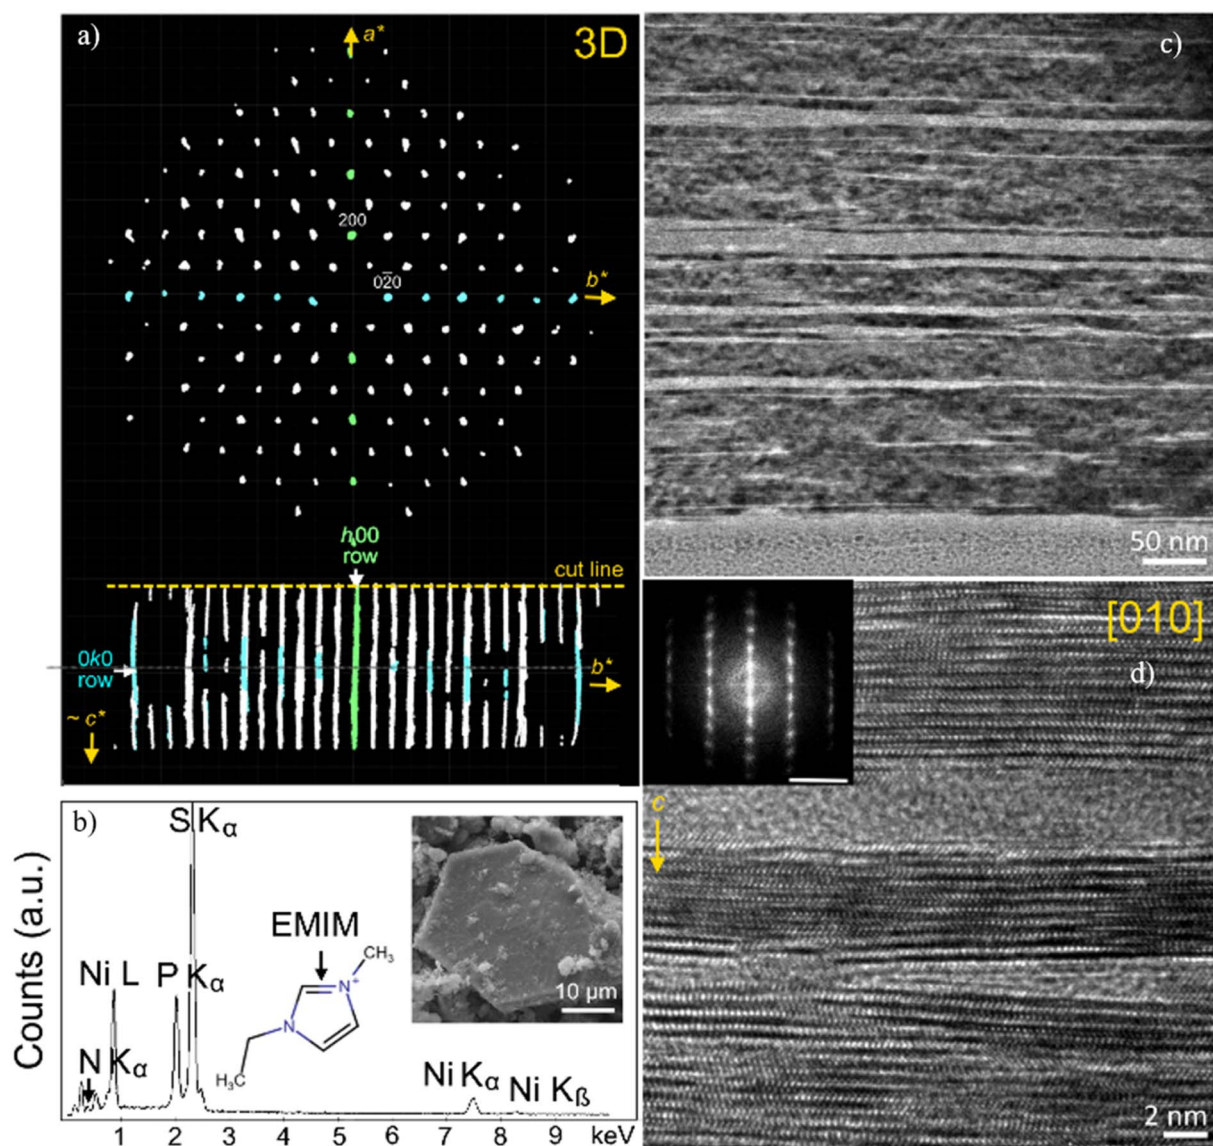 a)
a*
3D
200
020
b*
h00
row
cut line
0k0
row
b*
~ c*
b)
S Kα
EMIM
CH₃
N⁺
N
H₃C
Ni L
P Kα
N Kα
10 µm
Ni Kα
Ni Kβ
Counts (a.u.)
1 2 3 4 5 6 7 8 9 keV
c)
50 nm
[010]
d)
c
2 nm